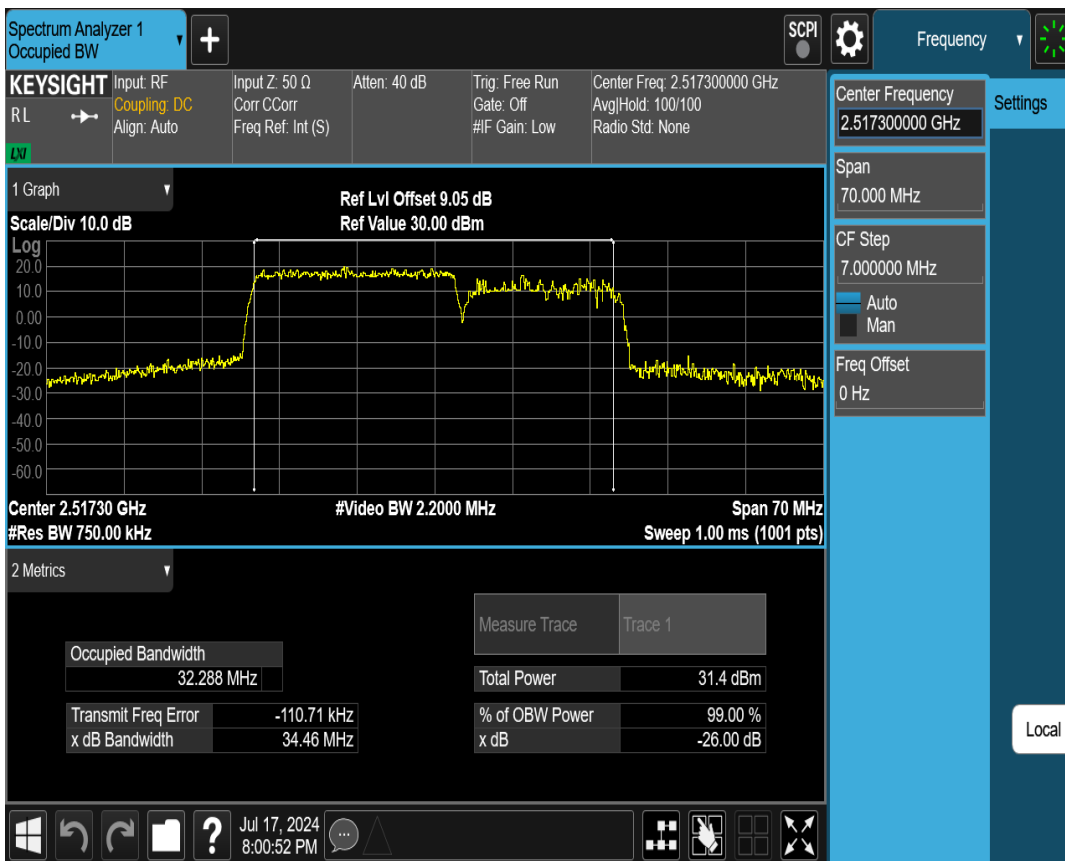 Spectrum Analyzer 1
Occupied BW
+
SCPI
Frequency
KEYSIGHT
RL
LXI
Input: RF
Coupling: DC
Align: Auto
Input Z: 50 Ω
Corr CCorr
Freq Ref: Int (S)
Atten: 40 dB
Trig: Free Run
Gate: Off
#IF Gain: Low
Center Freq: 2.517300000 GHz
Avg|Hold: 100/100
Radio Std: None
Center Frequency
2.517300000 GHz
Settings
Span
70.000 MHz
CF Step
7.000000 MHz
Auto
Man
Freq Offset
0 Hz
1 Graph
Scale/Div 10.0 dB
Ref Lvl Offset 9.05 dB
Ref Value 30.00 dBm
Log
20.0
10.0
0.00
-10.0
-20.0
-30.0
-40.0
-50.0
-60.0
Center 2.51730 GHz
#Video BW 2.2000 MHz
Span 70 MHz
#Res BW 750.00 kHz
Sweep 1.00 ms (1001 pts)
2 Metrics
Measure Trace
Trace 1
Occupied Bandwidth
32.288 MHz
Total Power
31.4 dBm
Transmit Freq Error
-110.71 kHz
% of OBW Power
99.00 %
x dB Bandwidth
34.46 MHz
x dB
-26.00 dB
Local
?
Jul 17, 2024
8:00:52 PM